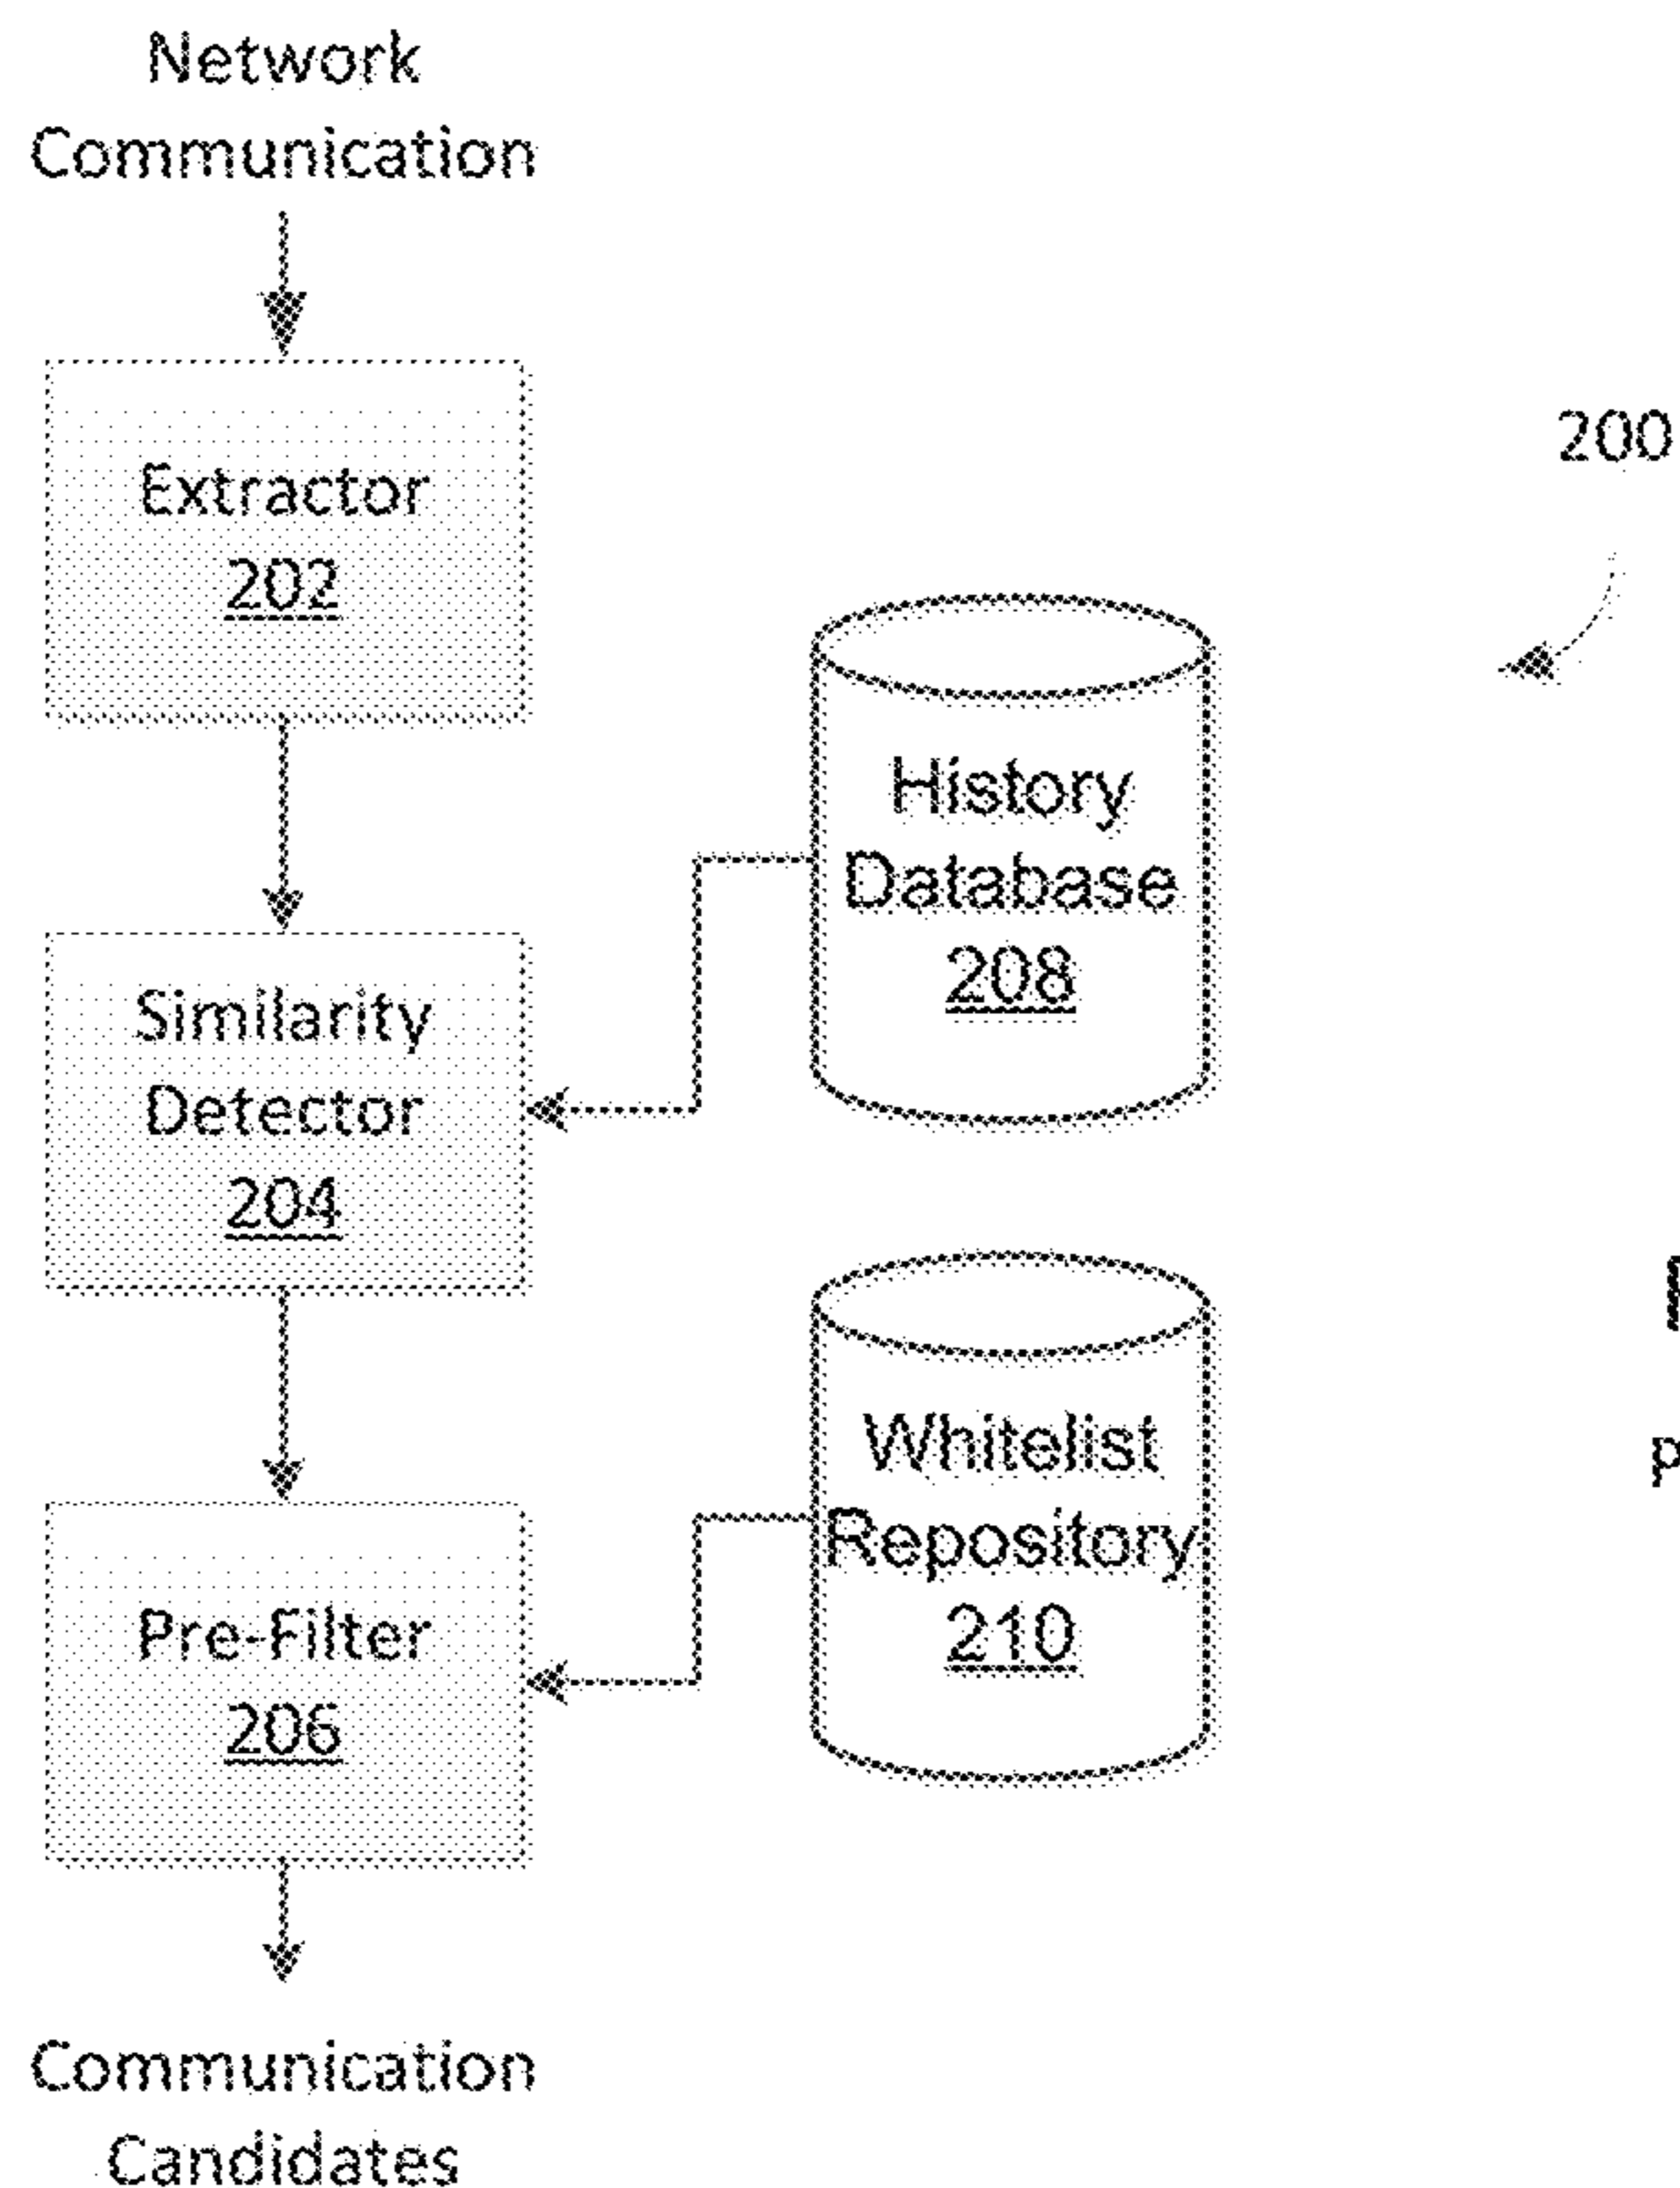 Network
Communication
Extractor
202
200
History
Database
208
Similarity
Detector
204
Whitelist
Repository
210
Pre-Filter
206
Communication
Candidates